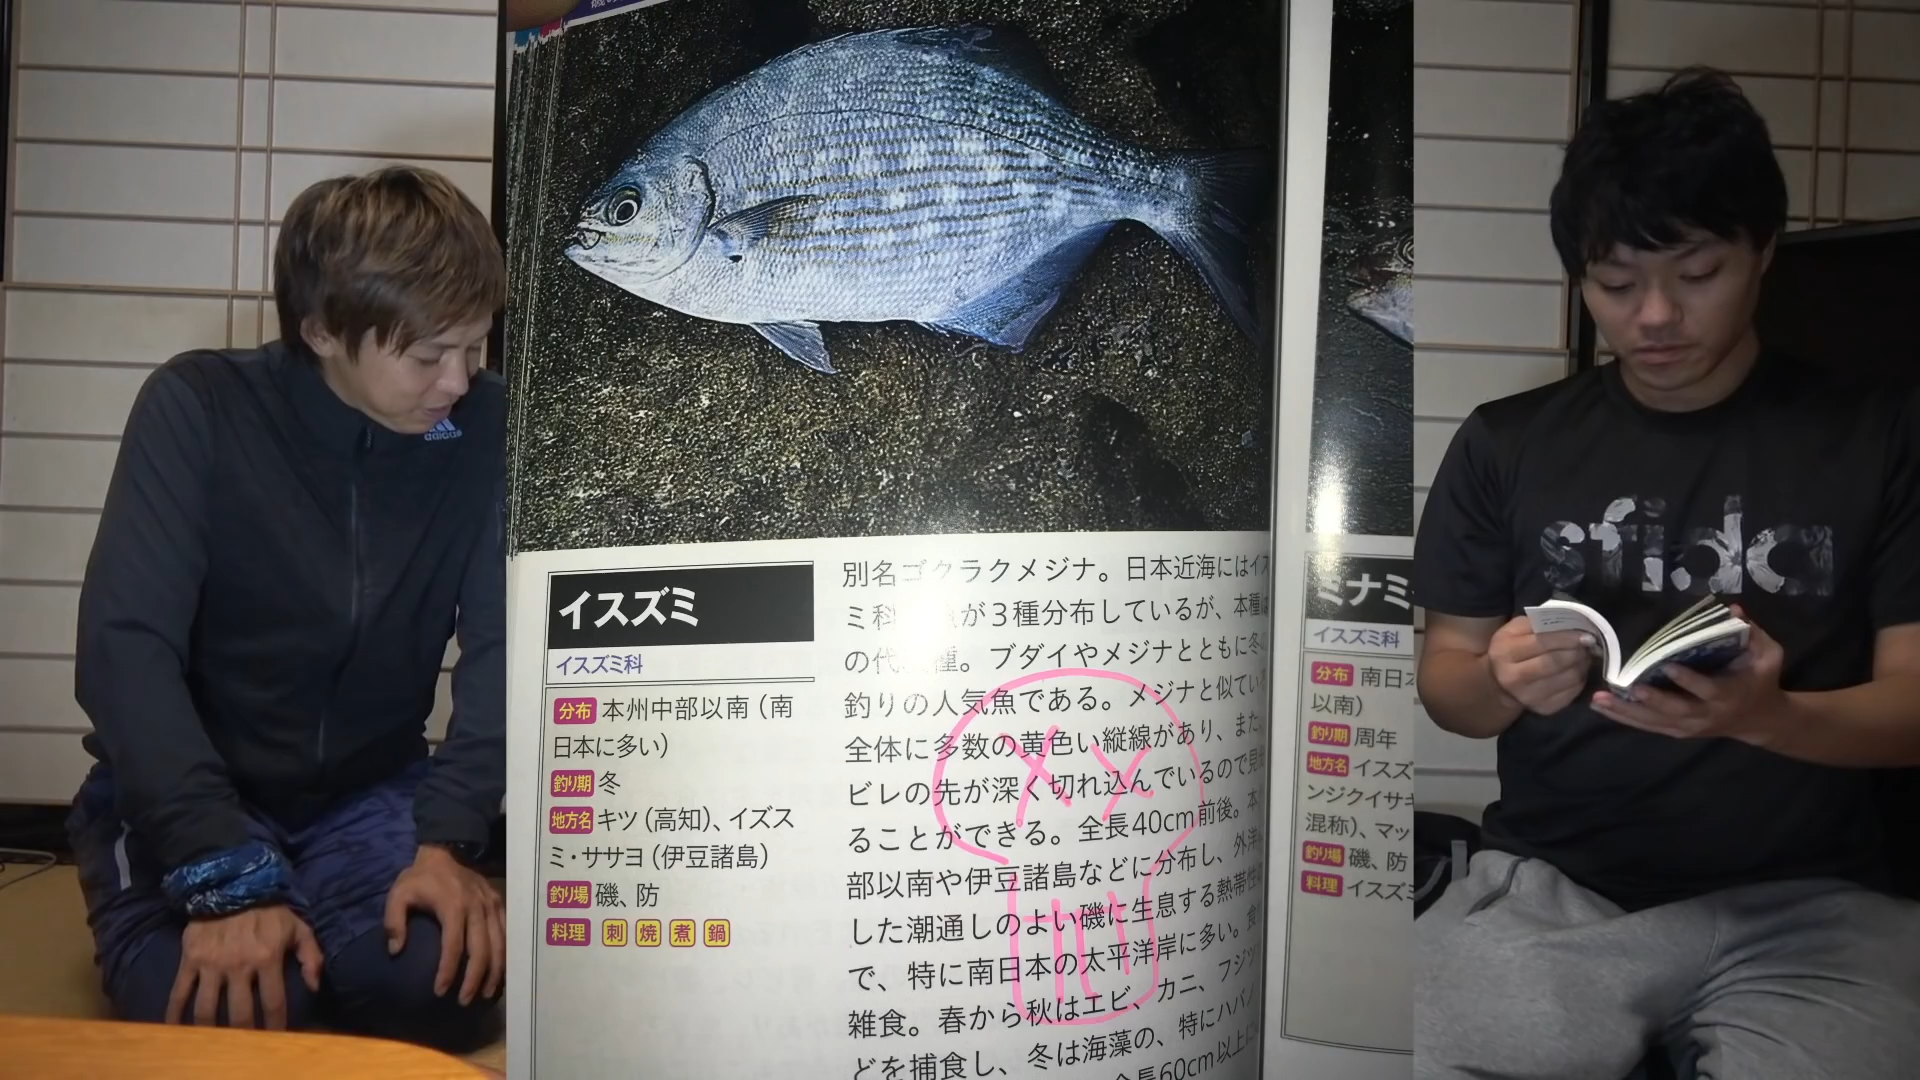 adidas
イスズミ
イスズミ科
分布 本州中部以南（南
日本に多い）
釣り期 冬
地方名 キツ（高知）、イズス
ミ・ササヨ（伊豆諸島）
釣り場 磯、防
料理 刺 焼 煮 鍋
別名ゴクラクメジナ。日本近海にはイス
ミ科 が３種分布しているが、本種は
の代 種。ブダイやメジナとともに冬の
釣りの人気魚である。メジナと似ている
全体に多数の黄色い縦線があり、また、
ビレの先が深く切れ込んでいるので見分
ることができる。全長40cm前後。本
部以南や伊豆諸島などに分布し、外洋
した潮通しのよい磯に生息する熱帯性
で、特に南日本の太平洋岸に多い。食
雑食。春から秋はエビ、カニ、フジツ
どを捕食し、冬は海藻の、特にハバノ
全長60cm以上に
ミナミ
イスズミ科
分布 南日本
以南）
釣り期 周年
地方名 イスズ
ンジクイサキ
混称）、マッ
釣り場 磯、防
料理 イスズミ
sfida